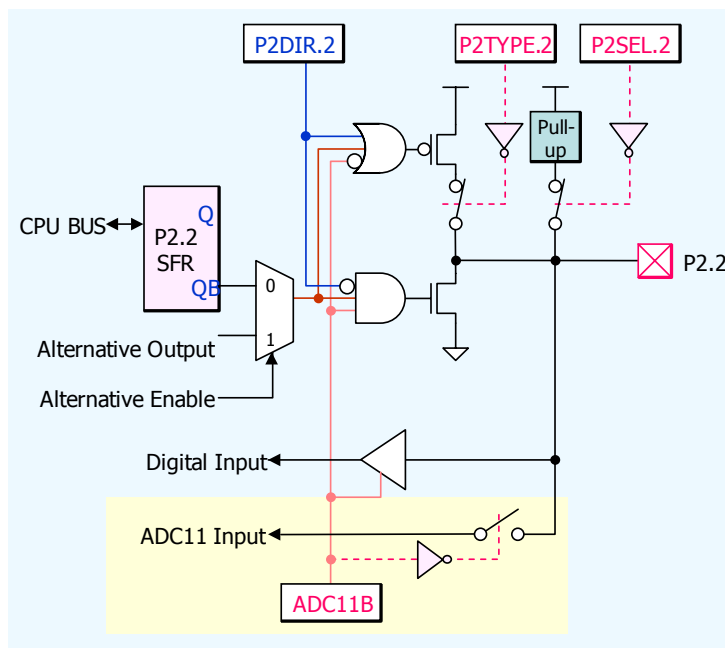 P2DIR.2
P2TYPE.2
P2SEL.2
Pull-
up
CPU BUS
Q
P2.2
SFR
QB
0
1
P2.2
Alternative Output
Alternative Enable
Digital Input
ADC11 Input
ADC11B